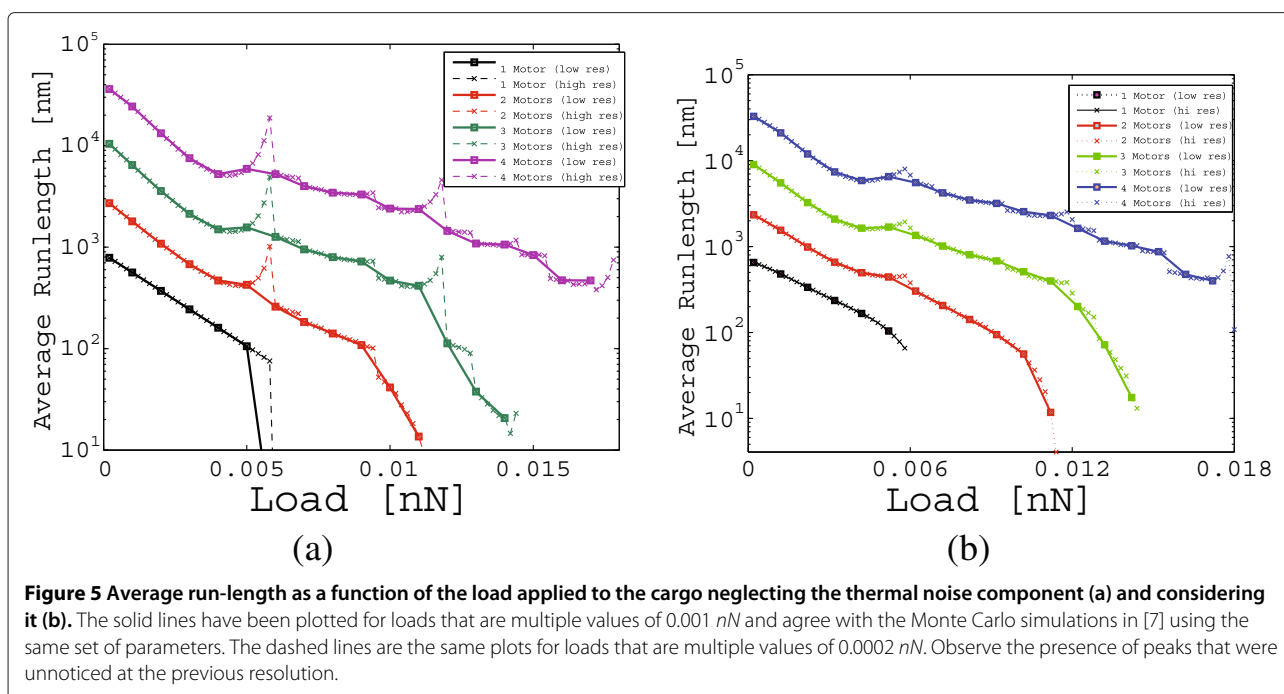 10^5
10^4
10^3
10^2
10^1
Average Runlength [nm]
1 Motor (low res)
1 Motor (high res)
2 Motors (low res)
2 Motors (high res)
3 Motors (low res)
3 Motors (high res)
4 Motors (low res)
4 Motors (high res)
0
0.005
0.01
0.015
Load [nN]
(a)
10^5
10^4
10^3
10^2
10^1
Average Runlength [nm]
1 Motor (low res)
1 Motor (hi res)
2 Motors (low res)
2 Motors (hi res)
3 Motors (low res)
3 Motors (hi res)
4 Motors (low res)
4 Motors (hi res)
0
0.006
0.012
0.018
Load [nN]
(b)
Figure 5 Average run-length as a function of the load applied to the cargo neglecting the thermal noise component (a) and considering
it (b). The solid lines have been plotted for loads that are multiple values of 0.001 nN and agree with the Monte Carlo simulations in [7] using the
same set of parameters. The dashed lines are the same plots for loads that are multiple values of 0.0002 nN. Observe the presence of peaks that were
unnoticed at the previous resolution.